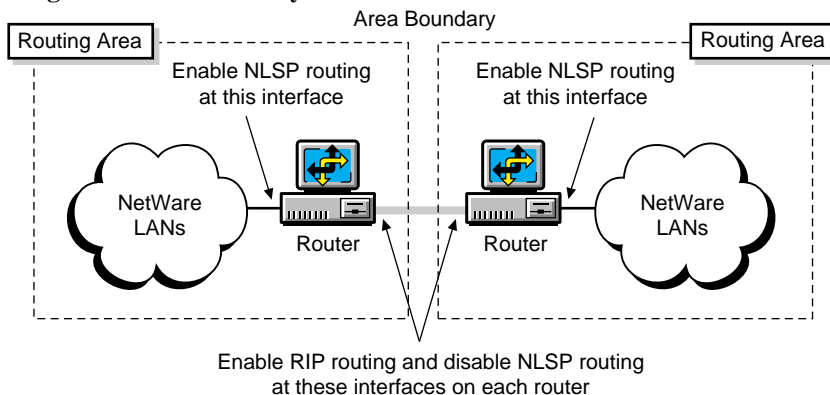 Area Boundary
Routing Area
Routing Area
Enable NLSP routing
at this interface
Enable NLSP routing
at this interface
NetWare
LANs
Router
Router
NetWare
LANs
Enable RIP routing and disable NLSP routing
at these interfaces on each router